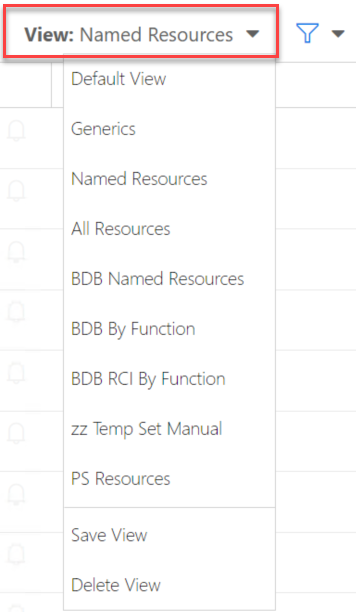 View: Named Resources
Default View
Generics
Named Resources
All Resources
BDB Named Resources
BDB By Function
BDB RCI By Function
zz Temp Set Manual
PS Resources
Save View
Delete View